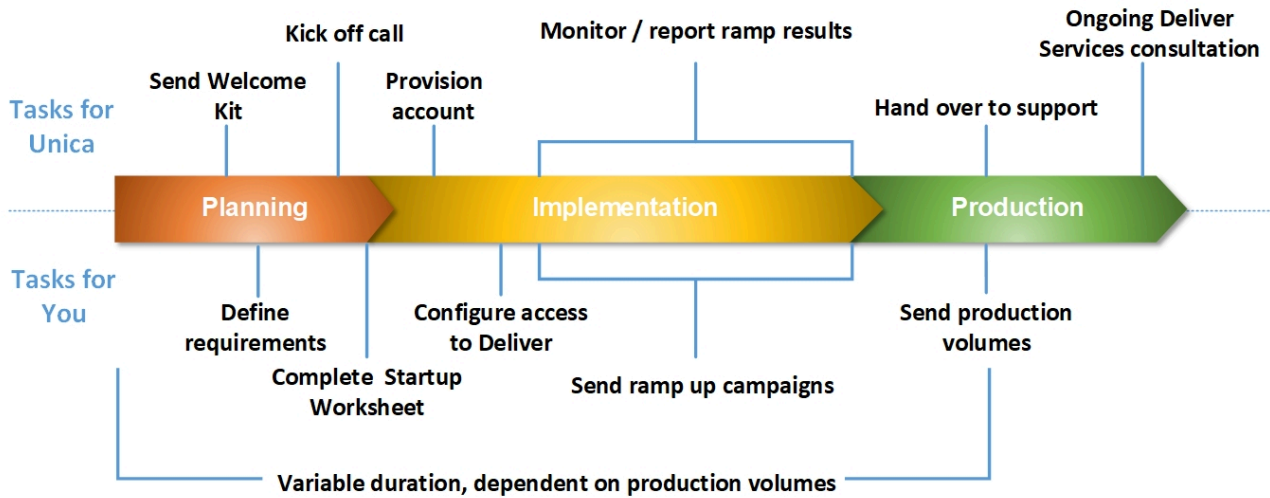 Kick off call
Monitor / report ramp results
Ongoing Deliver
Services consultation
Send Welcome
Kit
Provision
account
Hand over to support
Tasks for
Unica
Planning
Implementation
Production
Tasks for
You
Define
requirements
Configure access
to Deliver
Send production
volumes
Complete Startup
Worksheet
Send ramp up campaigns
Variable duration, dependent on production volumes